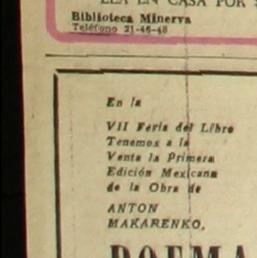 EN CASA POR
Biblioteca Minerva
Teléfono 21-46-48
En la
VII Feria del Libro
Tenemos a la
Venta la Primera
Edición Mexicana
de la Obra de
ANTON
MAKARENKO,
POEMA